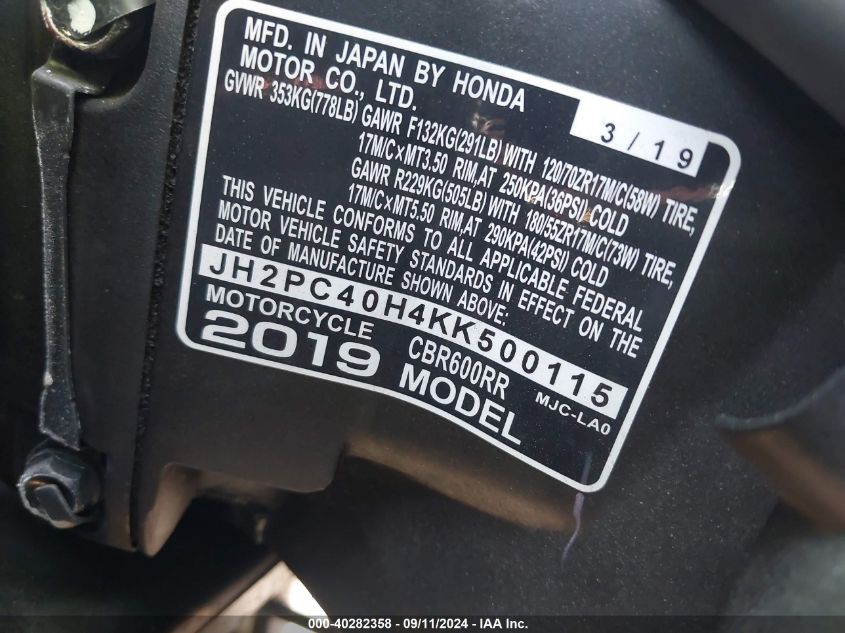 MFD. IN JAPAN BY HONDA
MOTOR CO., LTD.
3/19
GVWR 353KG(778LB) GAWR F132KG(291LB) WITH 120/70ZR17M/C(58W) TIRE,
17M/C×MT3.50 RIM,AT 250KPA(36PSI) COLD
GAWR R229KG(505LB) WITH 180/55ZR17M/C(73W) TIRE,
17M/C×MT5.50 RIM,AT 290KPA(42PSI) COLD
THIS VEHICLE CONFORMS TO ALL APPLICABLE FEDERAL
MOTOR VEHICLE SAFETY STANDARDS IN EFFECT ON THE
DATE OF MANUFACTURE SHOWN ABOVE:
JH2PC40H4KK500115
MOTORCYCLE CBR600RR MJC-LA0
2019 MODEL
000-40282358 - 09/11/2024 - IAA Inc.